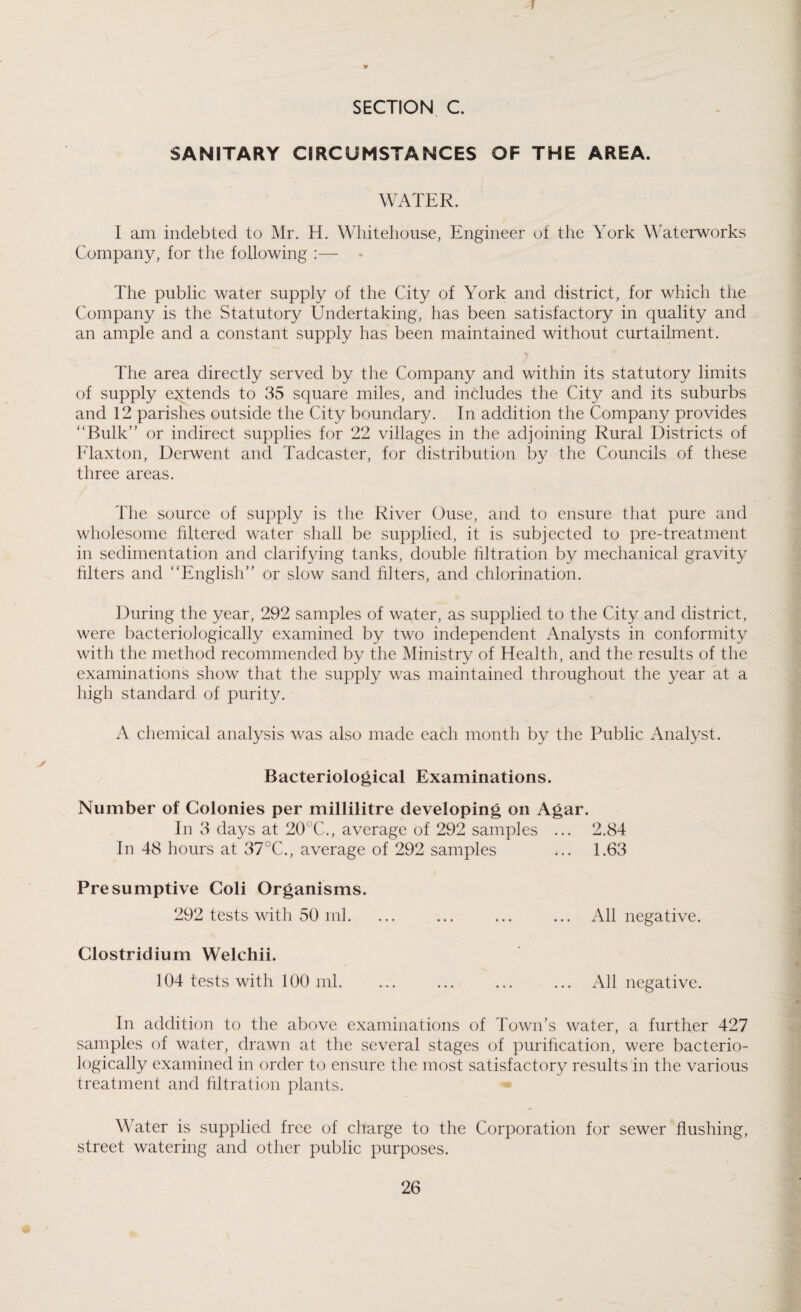 SECTION C.
SANITARY CIRCUMSTANCES OF THE AREA.
WATER.
I am indebted to Mr. H. Whitehouse, Engineer of the York Waterworks
Company, for the following :—
The public water supply of the City of York and district, for which the
Company is the Statutory Undertaking, has been satisfactory in quality and
an ample and a constant supply has been maintained without curtailment.
The area directly served by the Company and within its statutory limits
of supply extends to 35 square miles, and includes the City and its suburbs
and 12 parishes outside the City boundary. In addition the Company provides
“Bulk” or indirect supplies for 22 villages in the adjoining Rural Districts of
Flaxton, Derwent and Tadcaster, for distribution by the Councils of these
three areas.
The source of supply is the River Ouse, and to ensure that pure and
wholesome filtered water shall be supplied, it is subjected to pre-treatment
in sedimentation and clarifying tanks, double filtration by mechanical gravity
filters and “English” or slow sand filters, and chlorination.
During the year, 292 samples of water, as supplied to the City and district,
were bacteriologically examined by two independent Analysts in conformity
with the method recommended by the Ministry of Health, and the results of the
examinations show that the supply was maintained throughout the year at a
high standard of purity.
A chemical analysis was also made each month by the Public Analyst.
Bacteriological Examinations.
Number of Colonies per millilitre developing on Agar.
In 3 days at 20°C., average of 292 samples ... 2.84
In 48 hours at 37°C., average of 292 samples ... 1.63
Presumptive Coli Organisms.
292 tests with 50 ml. ... ... ... ... All negative.
Clostridium Welchii.
104 tests with 100 ml. ... ... ... ... All negative.
In addition to the above examinations of Town's water, a further 427
samples of water, drawn at the several stages of purification, were bacterio-
logically examined in order to ensure the most satisfactory results in the various
treatment and filtration plants.
Water is supplied free of charge to the Corporation for sewer flushing,
street watering and other public purposes.
26